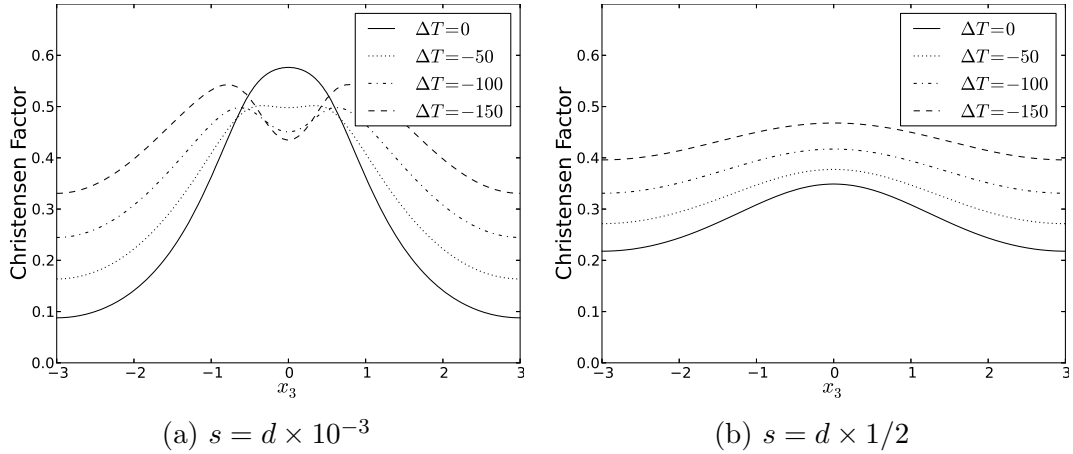 ΔT=0
ΔT=−50
ΔT=−100
ΔT=−150
Christensen Factor
0.6
0.5
0.4
0.3
0.2
0.1
0.0
−3 −2 −1 0 1 2 3
x₃
(a) s = d × 10⁻³
ΔT=0
ΔT=−50
ΔT=−100
ΔT=−150
Christensen Factor
0.6
0.5
0.4
0.3
0.2
0.1
0.0
−3 −2 −1 0 1 2 3
x₃
(b) s = d × 1/2